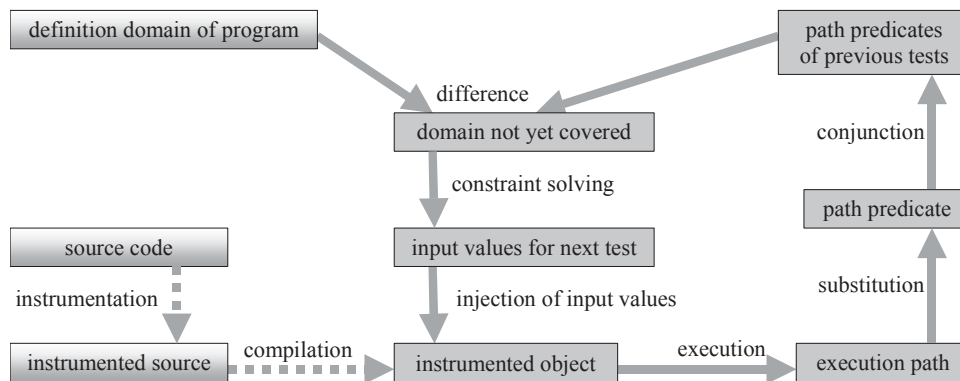 definition domain of program
path predicates
of previous tests
difference
domain not yet covered
conjunction
constraint solving
path predicate
source code
input values for next test
instrumentation
injection of input values
substitution
instrumented source
compilation
instrumented object
execution
execution path